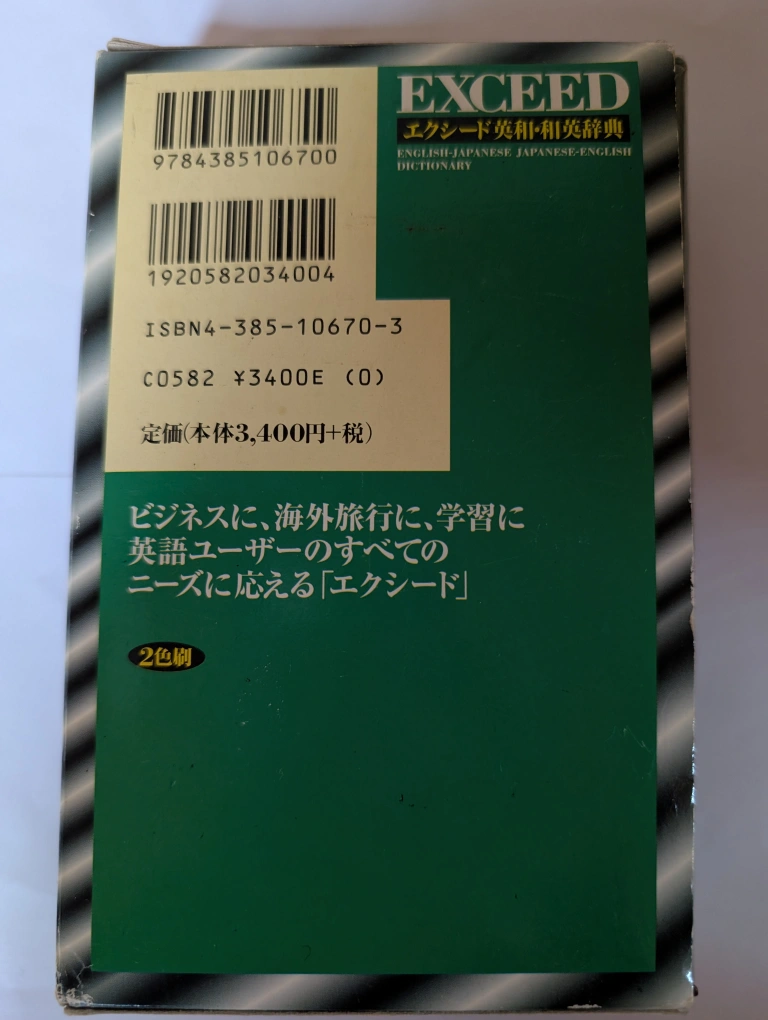 9784385106700
1920582034004
ISBN4-385-10670-3
C0582 ¥3400E (0)
定価(本体3,400円+税)
EXCEED
エクシード英和・和英辞典
ENGLISH-JAPANESE JAPANESE-ENGLISH
DICTIONARY
ビジネスに、海外旅行に、学習に
英語ユーザーのすべての
ニーズに応える「エクシード」
2色刷